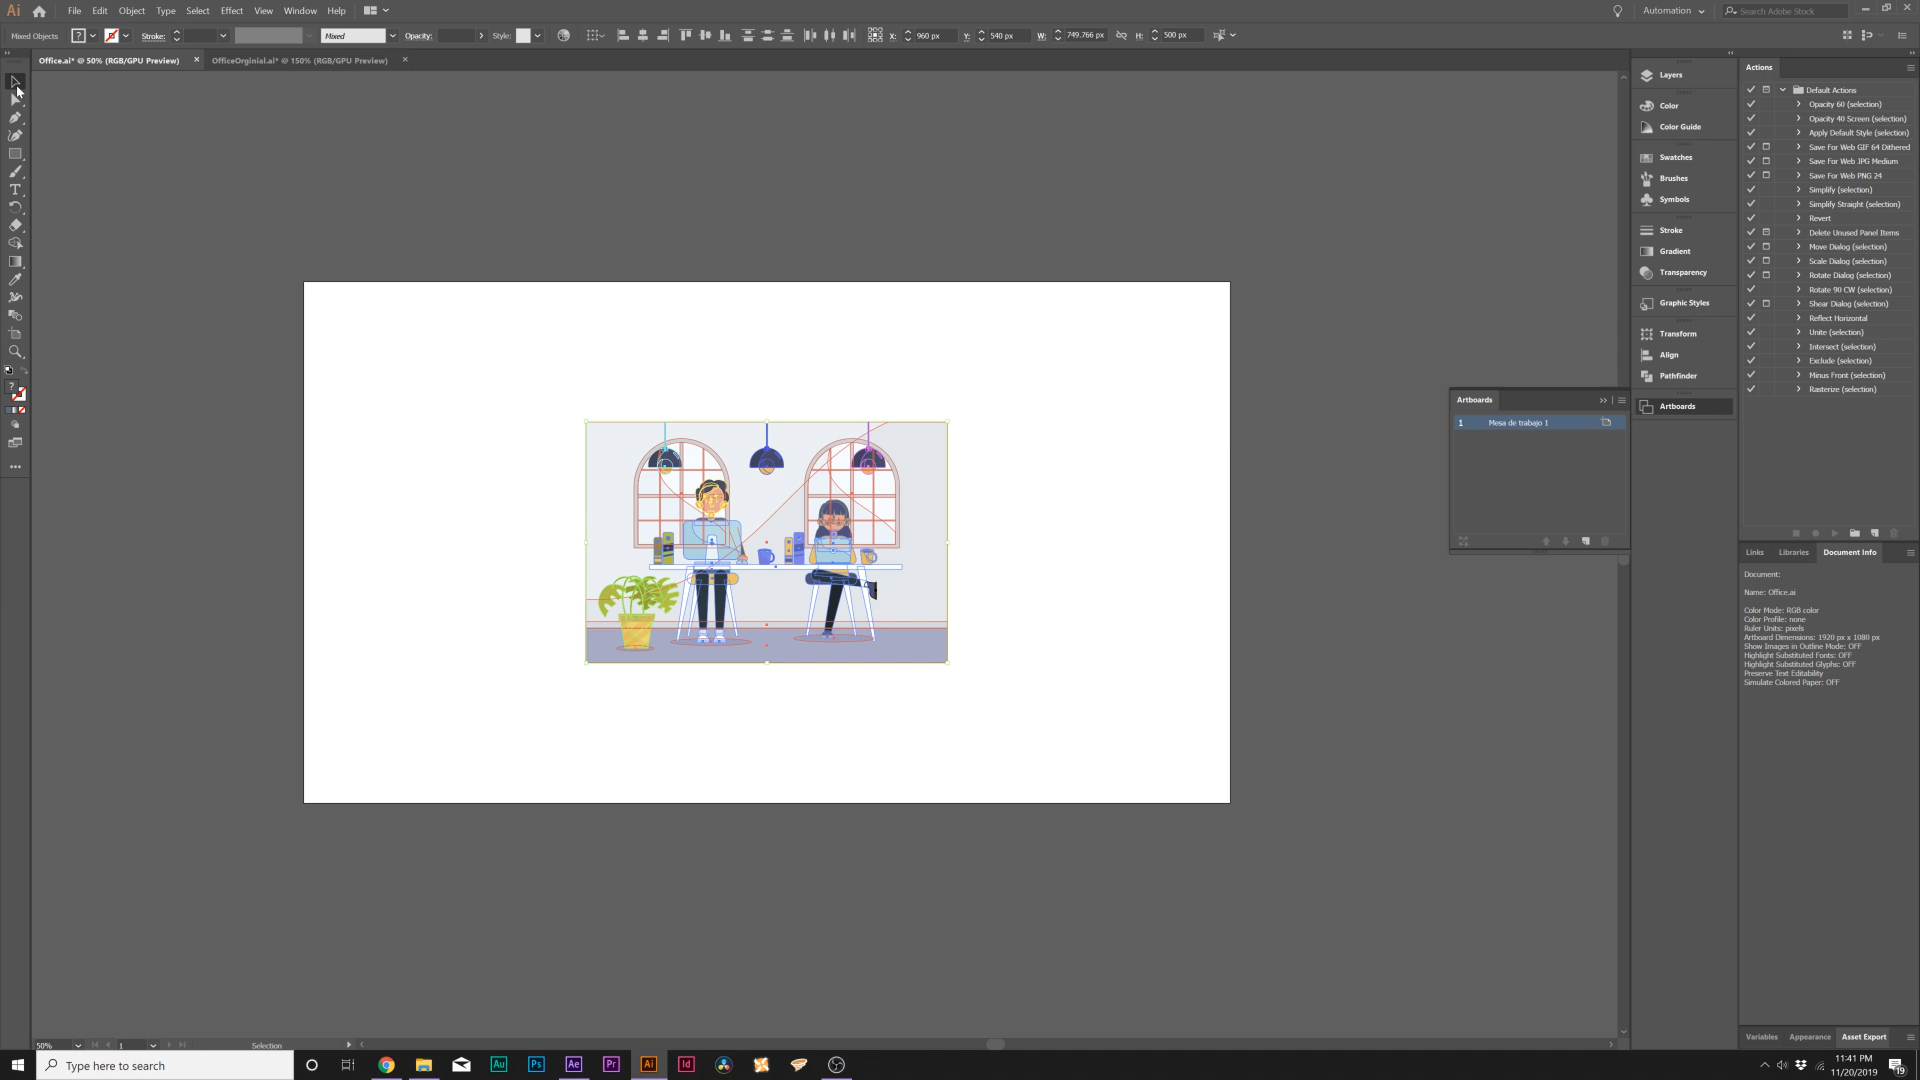 Ai File Edit Object Type Select Effect View Window Help Automation Search Adobe Stock
Mixed Objects ? Stroke: Mixed Opacity: Style: X: 960 px Y: 540 px W: 749.766 px H: 500 px
Office.ai* @ 50% (RGB/GPU Preview) × OfficeOrginial.ai* @ 150% (RGB/GPU Preview) ×
Layers
Color
Color Guide
Swatches
Brushes
Symbols
Stroke
Gradient
Transparency
Graphic Styles
Transform
Align
Pathfinder
Artboards
Artboards
1 Mesa de trabajo 1
Actions
Default Actions
Opacity 60 (selection)
Opacity 40 Screen (selection)
Apply Default Style (selection)
Save For Web GIF 64 Dithered
Save For Web JPG Medium
Save For Web PNG 24
Simplify (selection)
Simplify Straight (selection)
Revert
Delete Unused Panel Items
Move Dialog (selection)
Scale Dialog (selection)
Rotate Dialog (selection)
Rotate 90 CW (selection)
Shear Dialog (selection)
Reflect Horizontal
Unite (selection)
Intersect (selection)
Exclude (selection)
Minus Front (selection)
Rasterize (selection)
Links Libraries Document Info
Document:
Name: Office.ai
Color Mode: RGB color
Color Profile: none
Ruler Units: pixels
Artboard Dimensions: 1920 px x 1080 px
Show Images in Outline Mode: OFF
Highlight Substituted Fonts: OFF
Highlight Substituted Glyphs: OFF
Preserve Text Editability
Simulate Colored Paper: OFF
Variables Appearance Asset Export
50% 1 Selection
Type here to search
Au Ps Ae Pr Ai Id
11:41 PM
11/20/2019
19